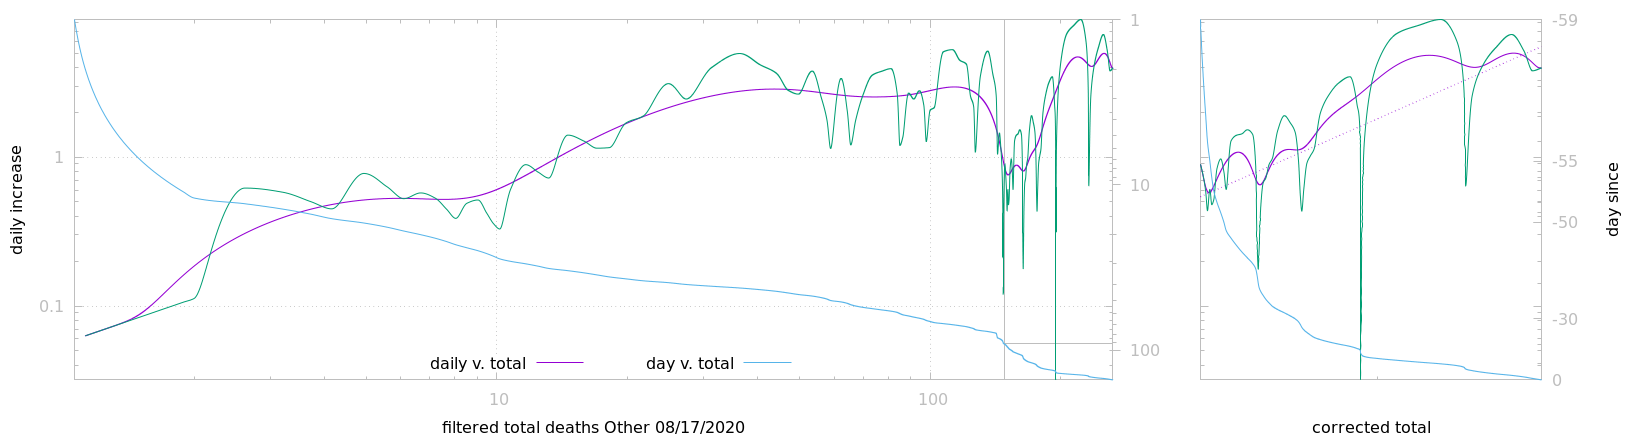 daily increase
1
0.1
10
100
1
10
100
daily v. total
day v. total
filtered total deaths Other 08/17/2020
-59
-55
-50
-30
0
day since
corrected total